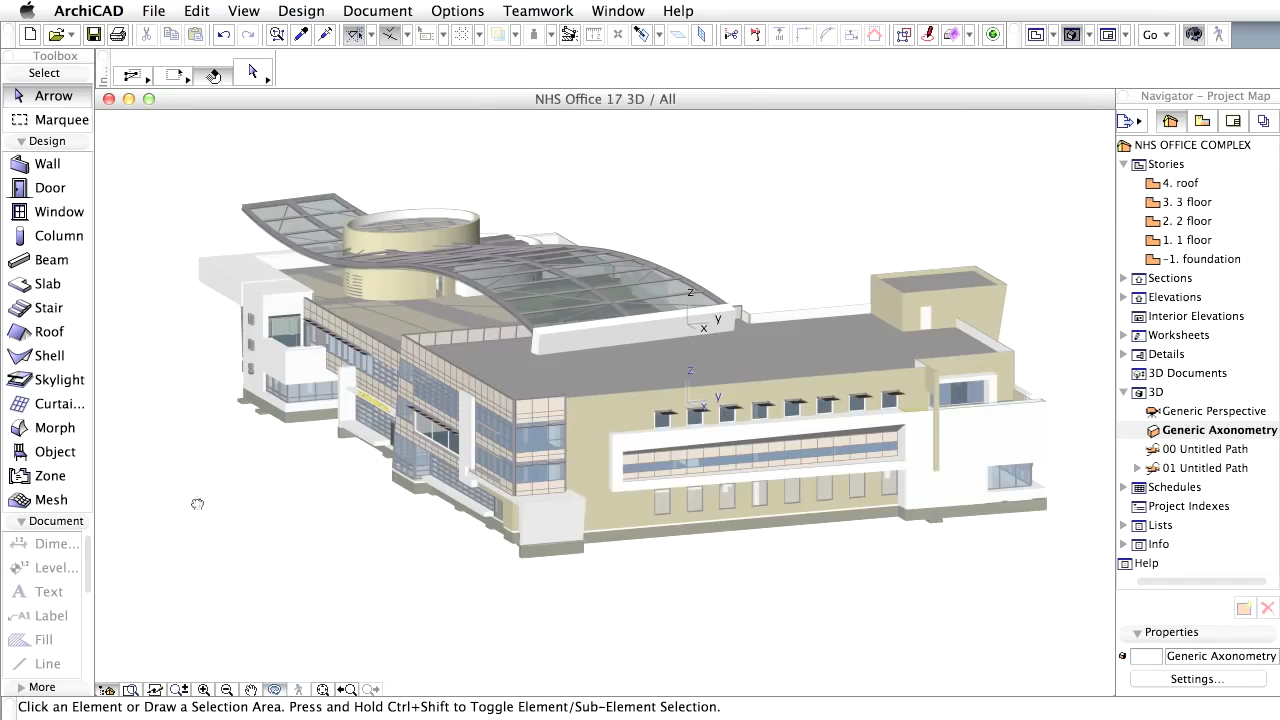 ArchiCAD File Edit View Design Document Options Teamwork Window Help
Go
Toolbox
Select
Arrow
Marquee
Design
Wall
Door
Window
Column
Beam
Slab
Stair
Roof
Shell
Skylight
Curtai...
Morph
Object
Zone
Mesh
Document
Dime...
Level...
A Text
A1 Label
Fill
Line
More
NHS Office 17 3D / All
z
y
x
z
y
x
Navigator - Project Map
NHS OFFICE COMPLEX
Stories
4. roof
3. 3 floor
2. 2 floor
1. 1 floor
-1. foundation
Sections
Elevations
Interior Elevations
Worksheets
Details
3D Documents
3D
Generic Perspective
Generic Axonometry
00 Untitled Path
01 Untitled Path
Schedules
Project Indexes
Lists
Info
Help
Properties
Generic Axonometry
Settings...
Click an Element or Draw a Selection Area. Press and Hold Ctrl+Shift to Toggle Element/Sub-Element Selection.